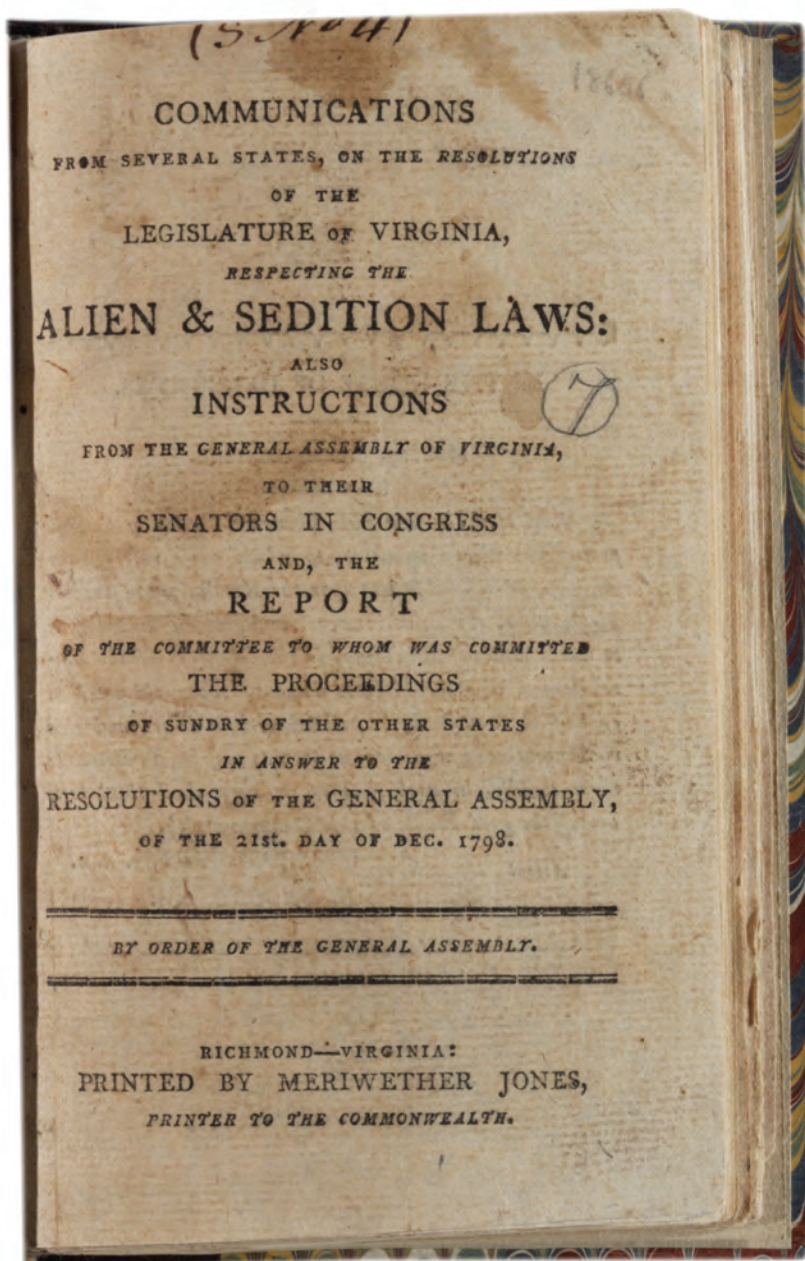 COMMUNICATIONS
FROM SEVERAL STATES, ON THE RESOLUTIONS
OF THE
LEGISLATURE OF VIRGINIA,
RESPECTING THE
ALIEN & SEDITION LAWS:
ALSO
INSTRUCTIONS
7
FROM THE GENERAL ASSEMBLY OF VIRGINIA,
TO THEIR
SENATORS IN CONGRESS
AND, THE
REPORT
OF THE COMMITTEE TO WHOM WAS COMMITTED
THE PROCEEDINGS
OF SUNDRY OF THE OTHER STATES
IN ANSWER TO THE
RESOLUTIONS OF THE GENERAL ASSEMBLY,
OF THE 21st. DAY OF DEC. 1798.
BY ORDER OF THE GENERAL ASSEMBLY.
RICHMOND—VIRGINIA:
PRINTED BY MERIWETHER JONES,
PRINTER TO THE COMMONWEALTH.